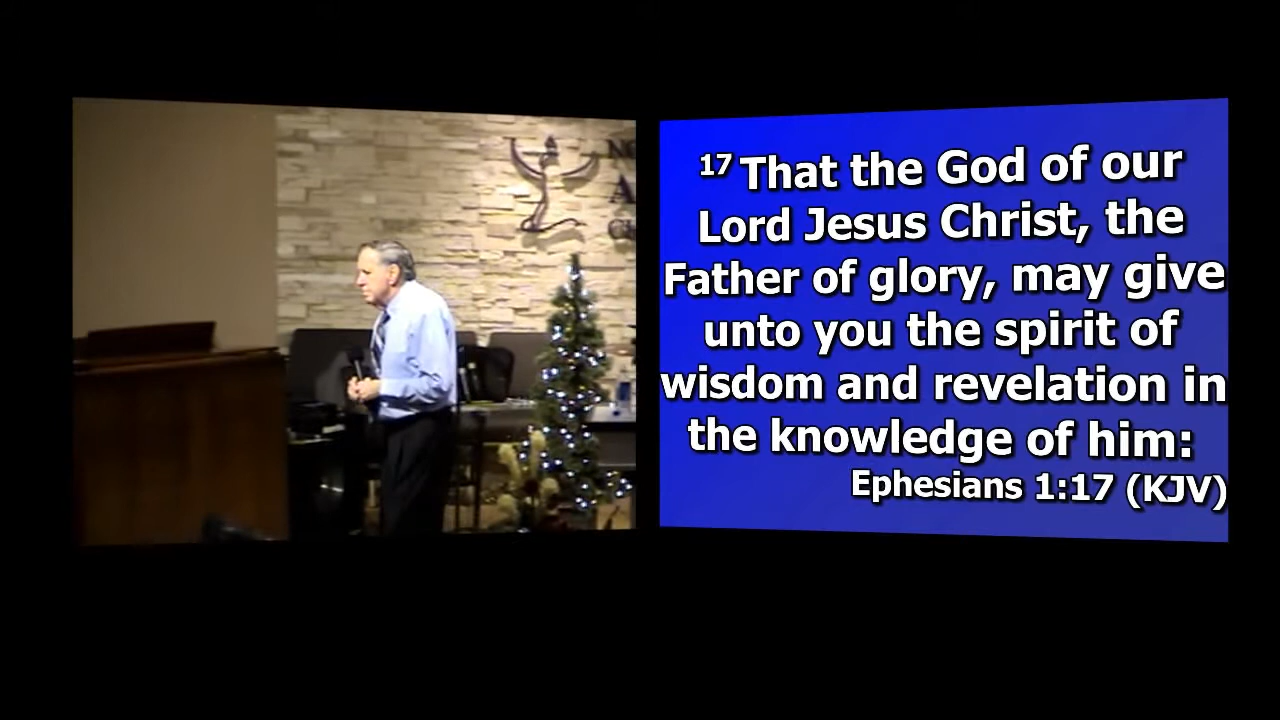 17 That the God of our
Lord Jesus Christ, the
Father of glory, may give
unto you the spirit of
wisdom and revelation in
the knowledge of him:
Ephesians 1:17 (KJV)